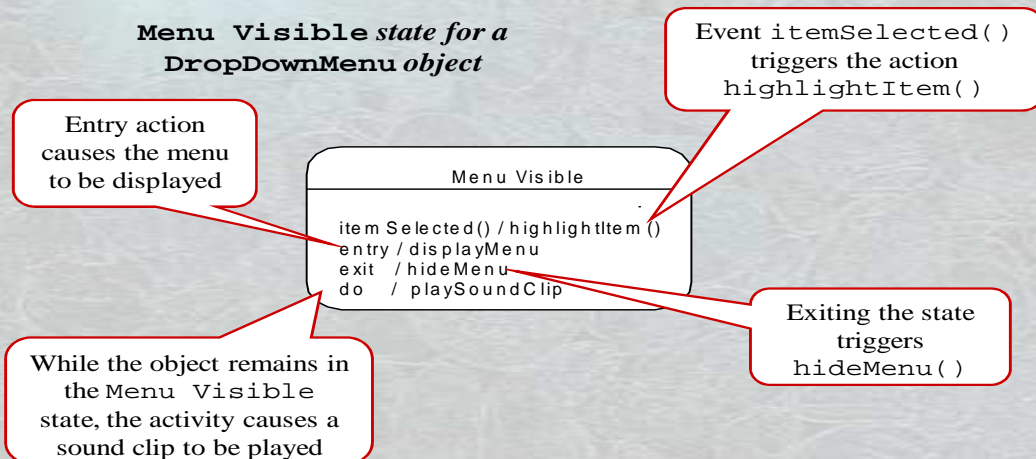 Menu Visible state for a
DropDownMenu object
Event itemSelected()
triggers the action
highlightItem()
Entry action
causes the menu
to be displayed
Menu Visible
itemSelected() / highlightItem()
entry / displayMenu
exit / hideMenu
do / playSoundClip
Exiting the state
triggers
hideMenu()
While the object remains in
the Menu Visible
state, the activity causes a
sound clip to be played